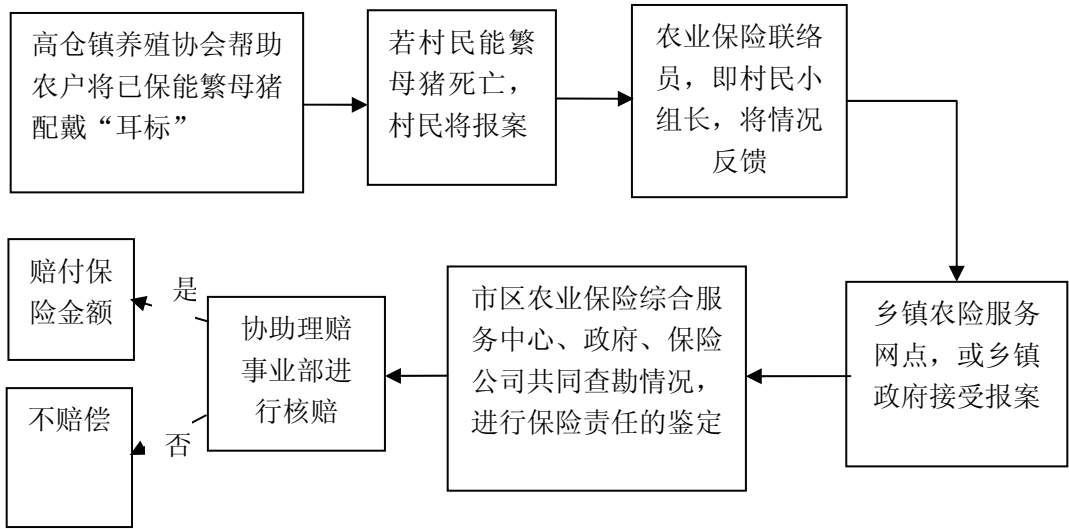 高仓镇养殖协会帮助
农户将已保能繁母猪
配戴“耳标”
若村民能繁
母猪死亡，
村民将报案
农业保险联络
员，即村民小
组长，将情况
反馈
乡镇农险服务
网点，或乡镇
政府接受报案
市区农业保险综合服
务中心、政府、保险
公司共同查勘情况，
进行保险责任的鉴定
协助理赔
事业部进
行核赔
是
赔付保
险金额
否
不赔偿